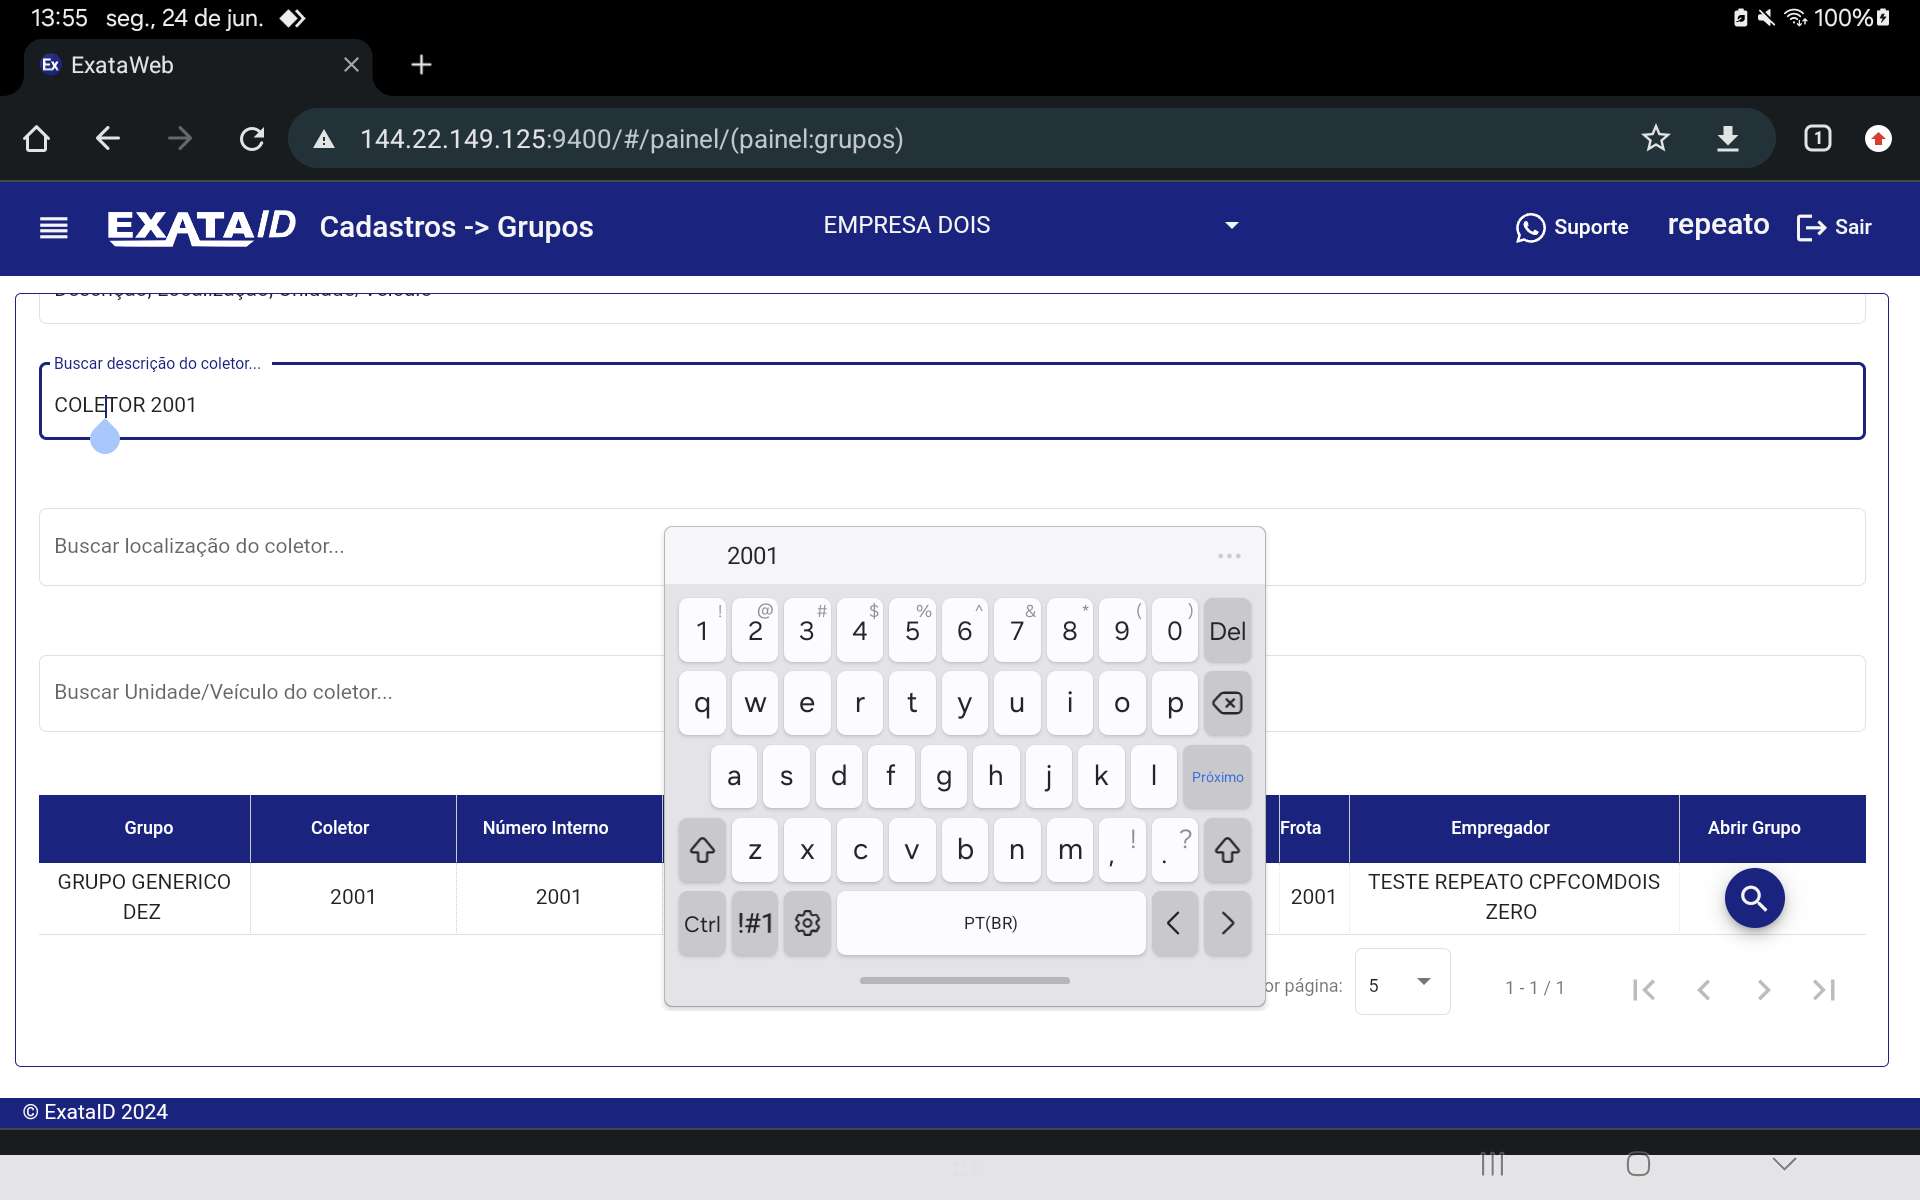 13:55 seg., 24 de jun. 100%
Ex ExataWeb
144.22.149.125:9400/#/painel/(painel:grupos) 1
EXATAID Cadastros -> Grupos EMPRESA DOIS Suporte repeato Sair
Descrição, Localização, Unidade/Veículo
Buscar descrição do coletor...
COLETOR 2001
Buscar localização do coletor...
Buscar Unidade/Veículo do coletor...
2001 ...
! @ # $ % ^ & * ( )
1 2 3 4 5 6 7 8 9 0 Del
q w e r t y u i o p
a s d f g h j k l Próximo
z x c v b n m , ! . ?
Ctrl !#1 PT(BR) < >
Grupo Coletor Número Interno Frota Empregador Abrir Grupo
GRUPO GENERICO DEZ 2001 2001 2001 TESTE REPEATO CPFCOMDOIS ZERO
or página: 5 1 - 1 / 1
© ExataID 2024